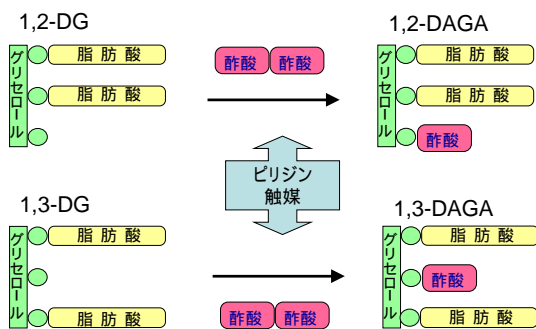 1,2-DG
グリセロール
脂 肪 酸
脂 肪 酸
酢酸 酢酸
1,2-DAGA
グリセロール
脂 肪 酸
脂 肪 酸
酢酸
ピリジン
触媒
1,3-DG
グリセロール
脂 肪 酸
脂 肪 酸
酢酸 酢酸
1,3-DAGA
グリセロール
脂 肪 酸
酢酸
脂 肪 酸